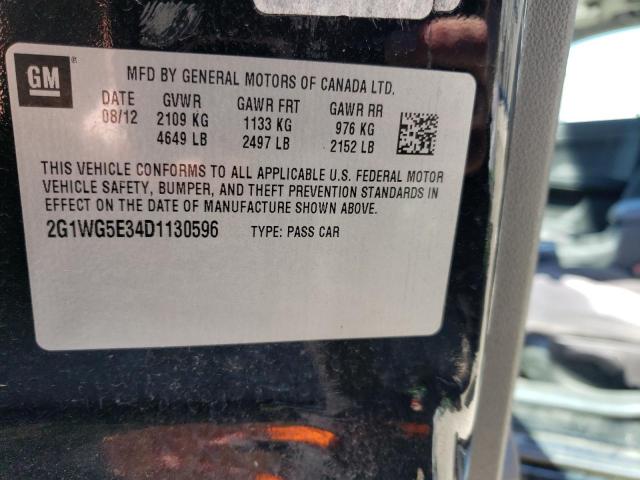 GM
MFD BY GENERAL MOTORS OF CANADA LTD.
DATE GVWR GAWR FRT GAWR RR
08/12 2109 KG 1133 KG 976 KG
4649 LB 2497 LB 2152 LB
THIS VEHICLE CONFORMS TO ALL APPLICABLE U.S. FEDERAL MOTOR
VEHICLE SAFETY, BUMPER, AND THEFT PREVENTION STANDARDS IN
EFFECT ON THE DATE OF MANUFACTURE SHOWN ABOVE.
2G1WG5E34D1130596 TYPE: PASS CAR